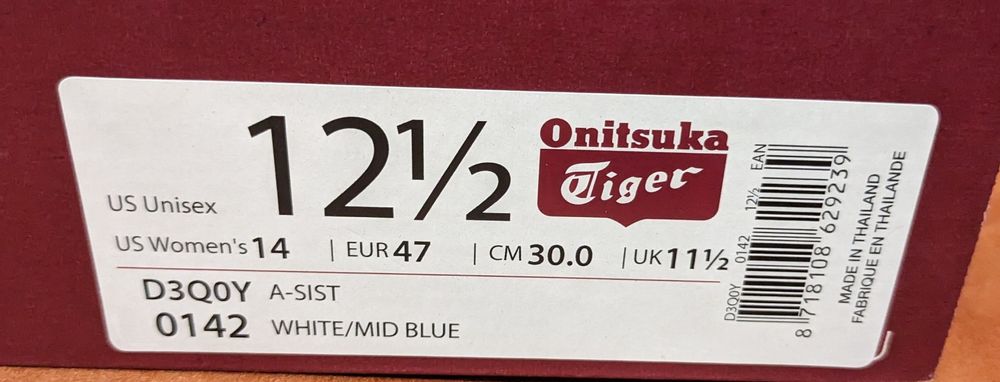 US Unisex 12½
Onitsuka
Tiger
US Women's 14 | EUR 47 | CM 30.0 | UK 11½
D3Q0Y A-SIST
0142 WHITE/MID BLUE
D3Q0Y 0142 12½ EAN
8 718108 629239
MADE IN THAILAND
FABRIQUE EN THAILANDE